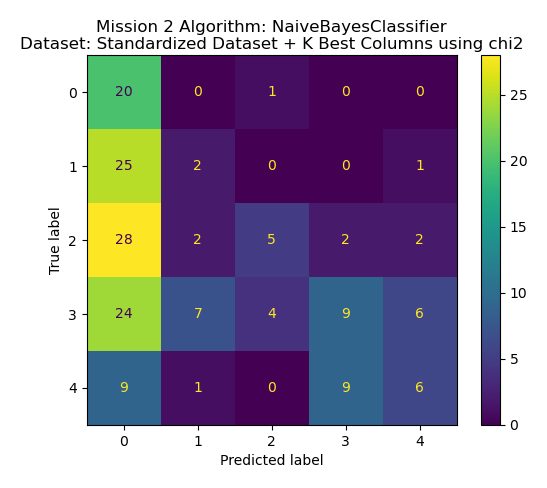 Mission 2 Algorithm: NaiveBayesClassifier
Dataset: Standardized Dataset + K Best Columns using chi2
0 20 0 1 0 0
1 25 2 0 0 1
2 28 2 5 2 2
3 24 7 4 9 6
4 9 1 0 9 6
0 1 2 3 4
Predicted label
True label
25
20
15
10
5
0